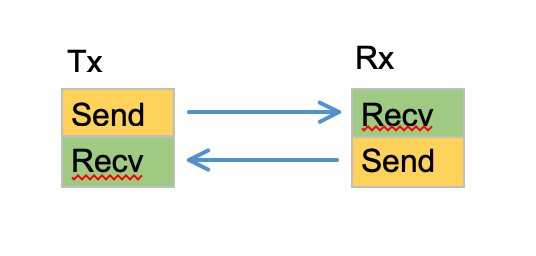 Tx
Rx
Send
Recv
Recv
Send